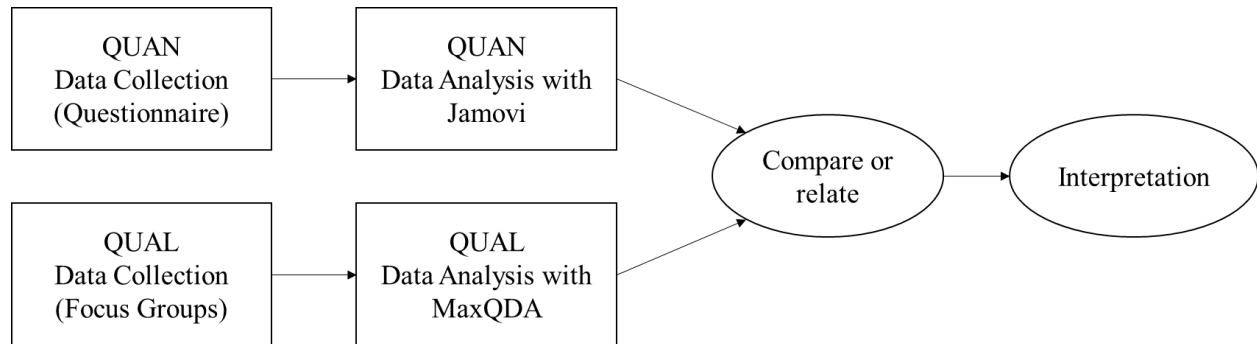 QUAN
Data Collection
(Questionnaire)
QUAN
Data Analysis with
Jamovi
QUAL
Data Collection
(Focus Groups)
QUAL
Data Analysis with
MaxQDA
Compare or
relate
Interpretation